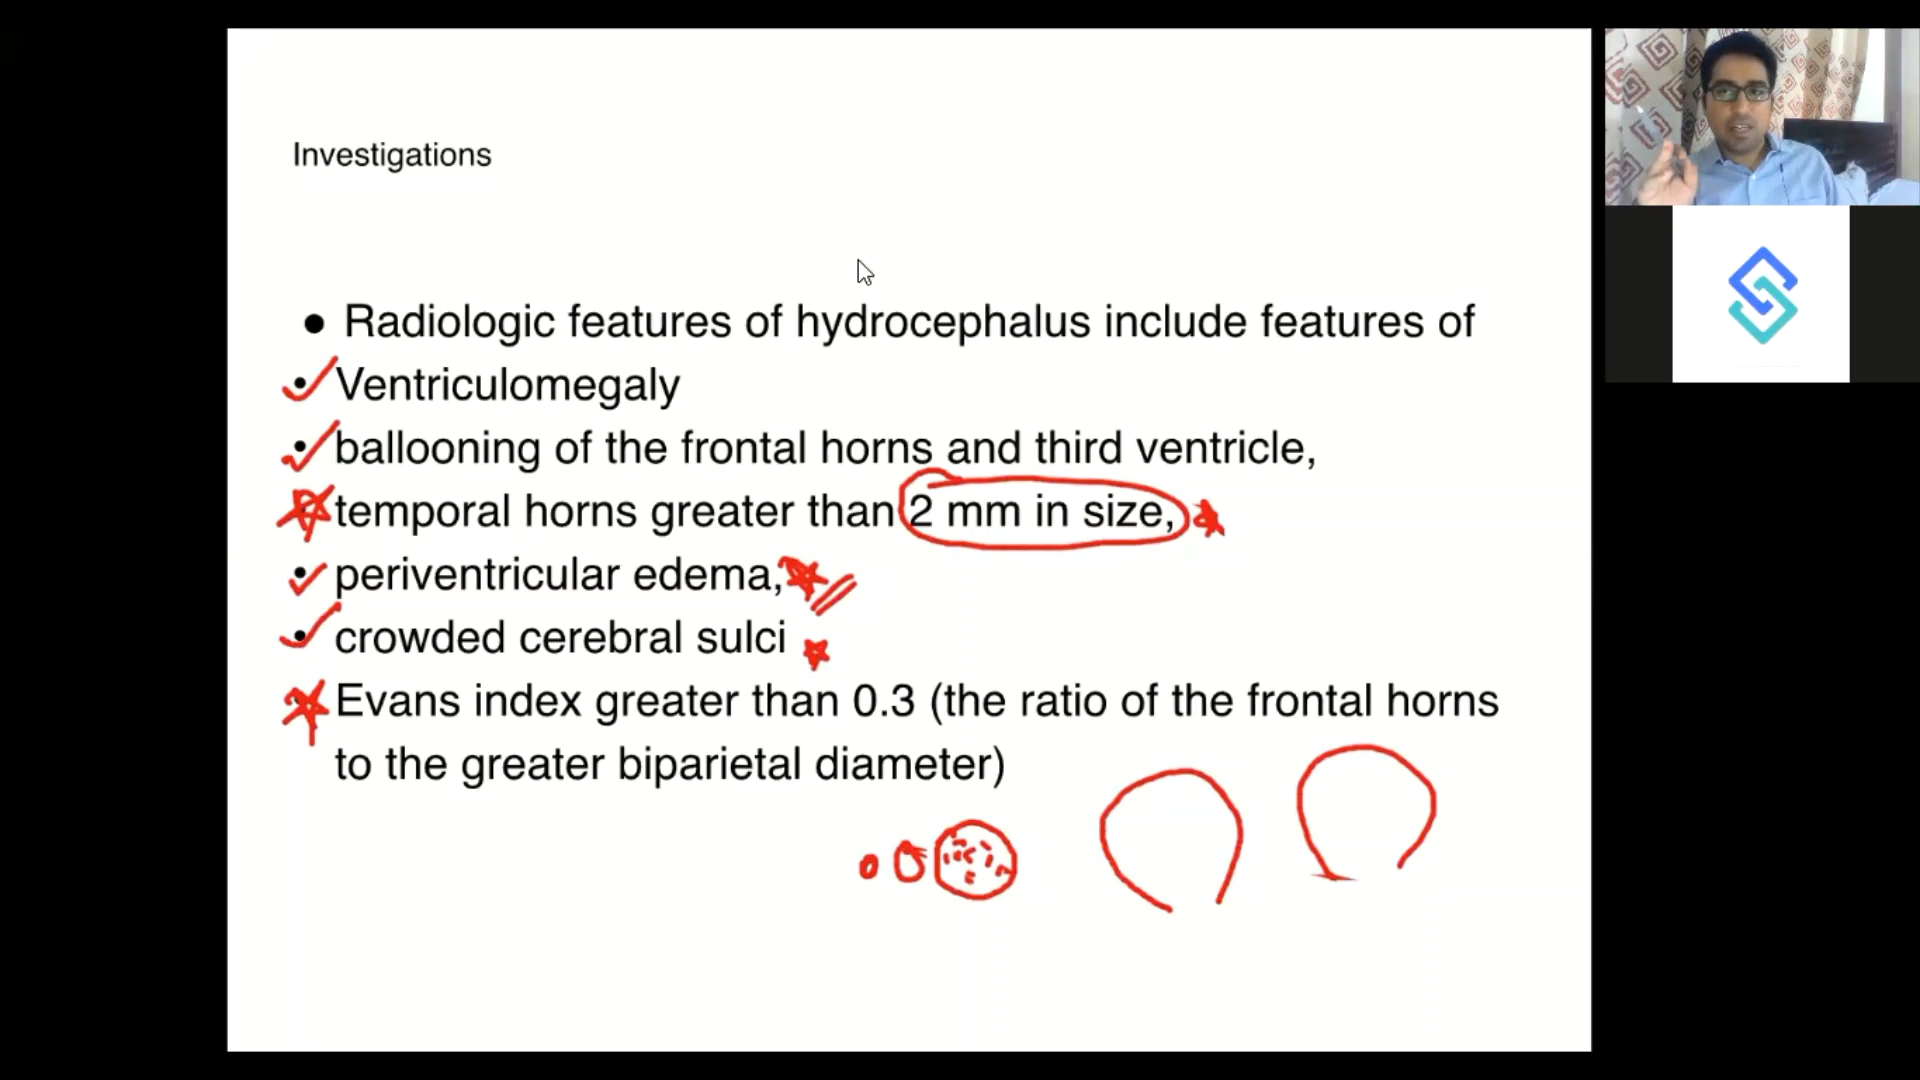 Investigations
● Radiologic features of hydrocephalus include features of
• Ventriculomegaly
• ballooning of the frontal horns and third ventricle,
temporal horns greater than 2 mm in size,
• periventricular edema,
• crowded cerebral sulci
Evans index greater than 0.3 (the ratio of the frontal horns
to the greater biparietal diameter)